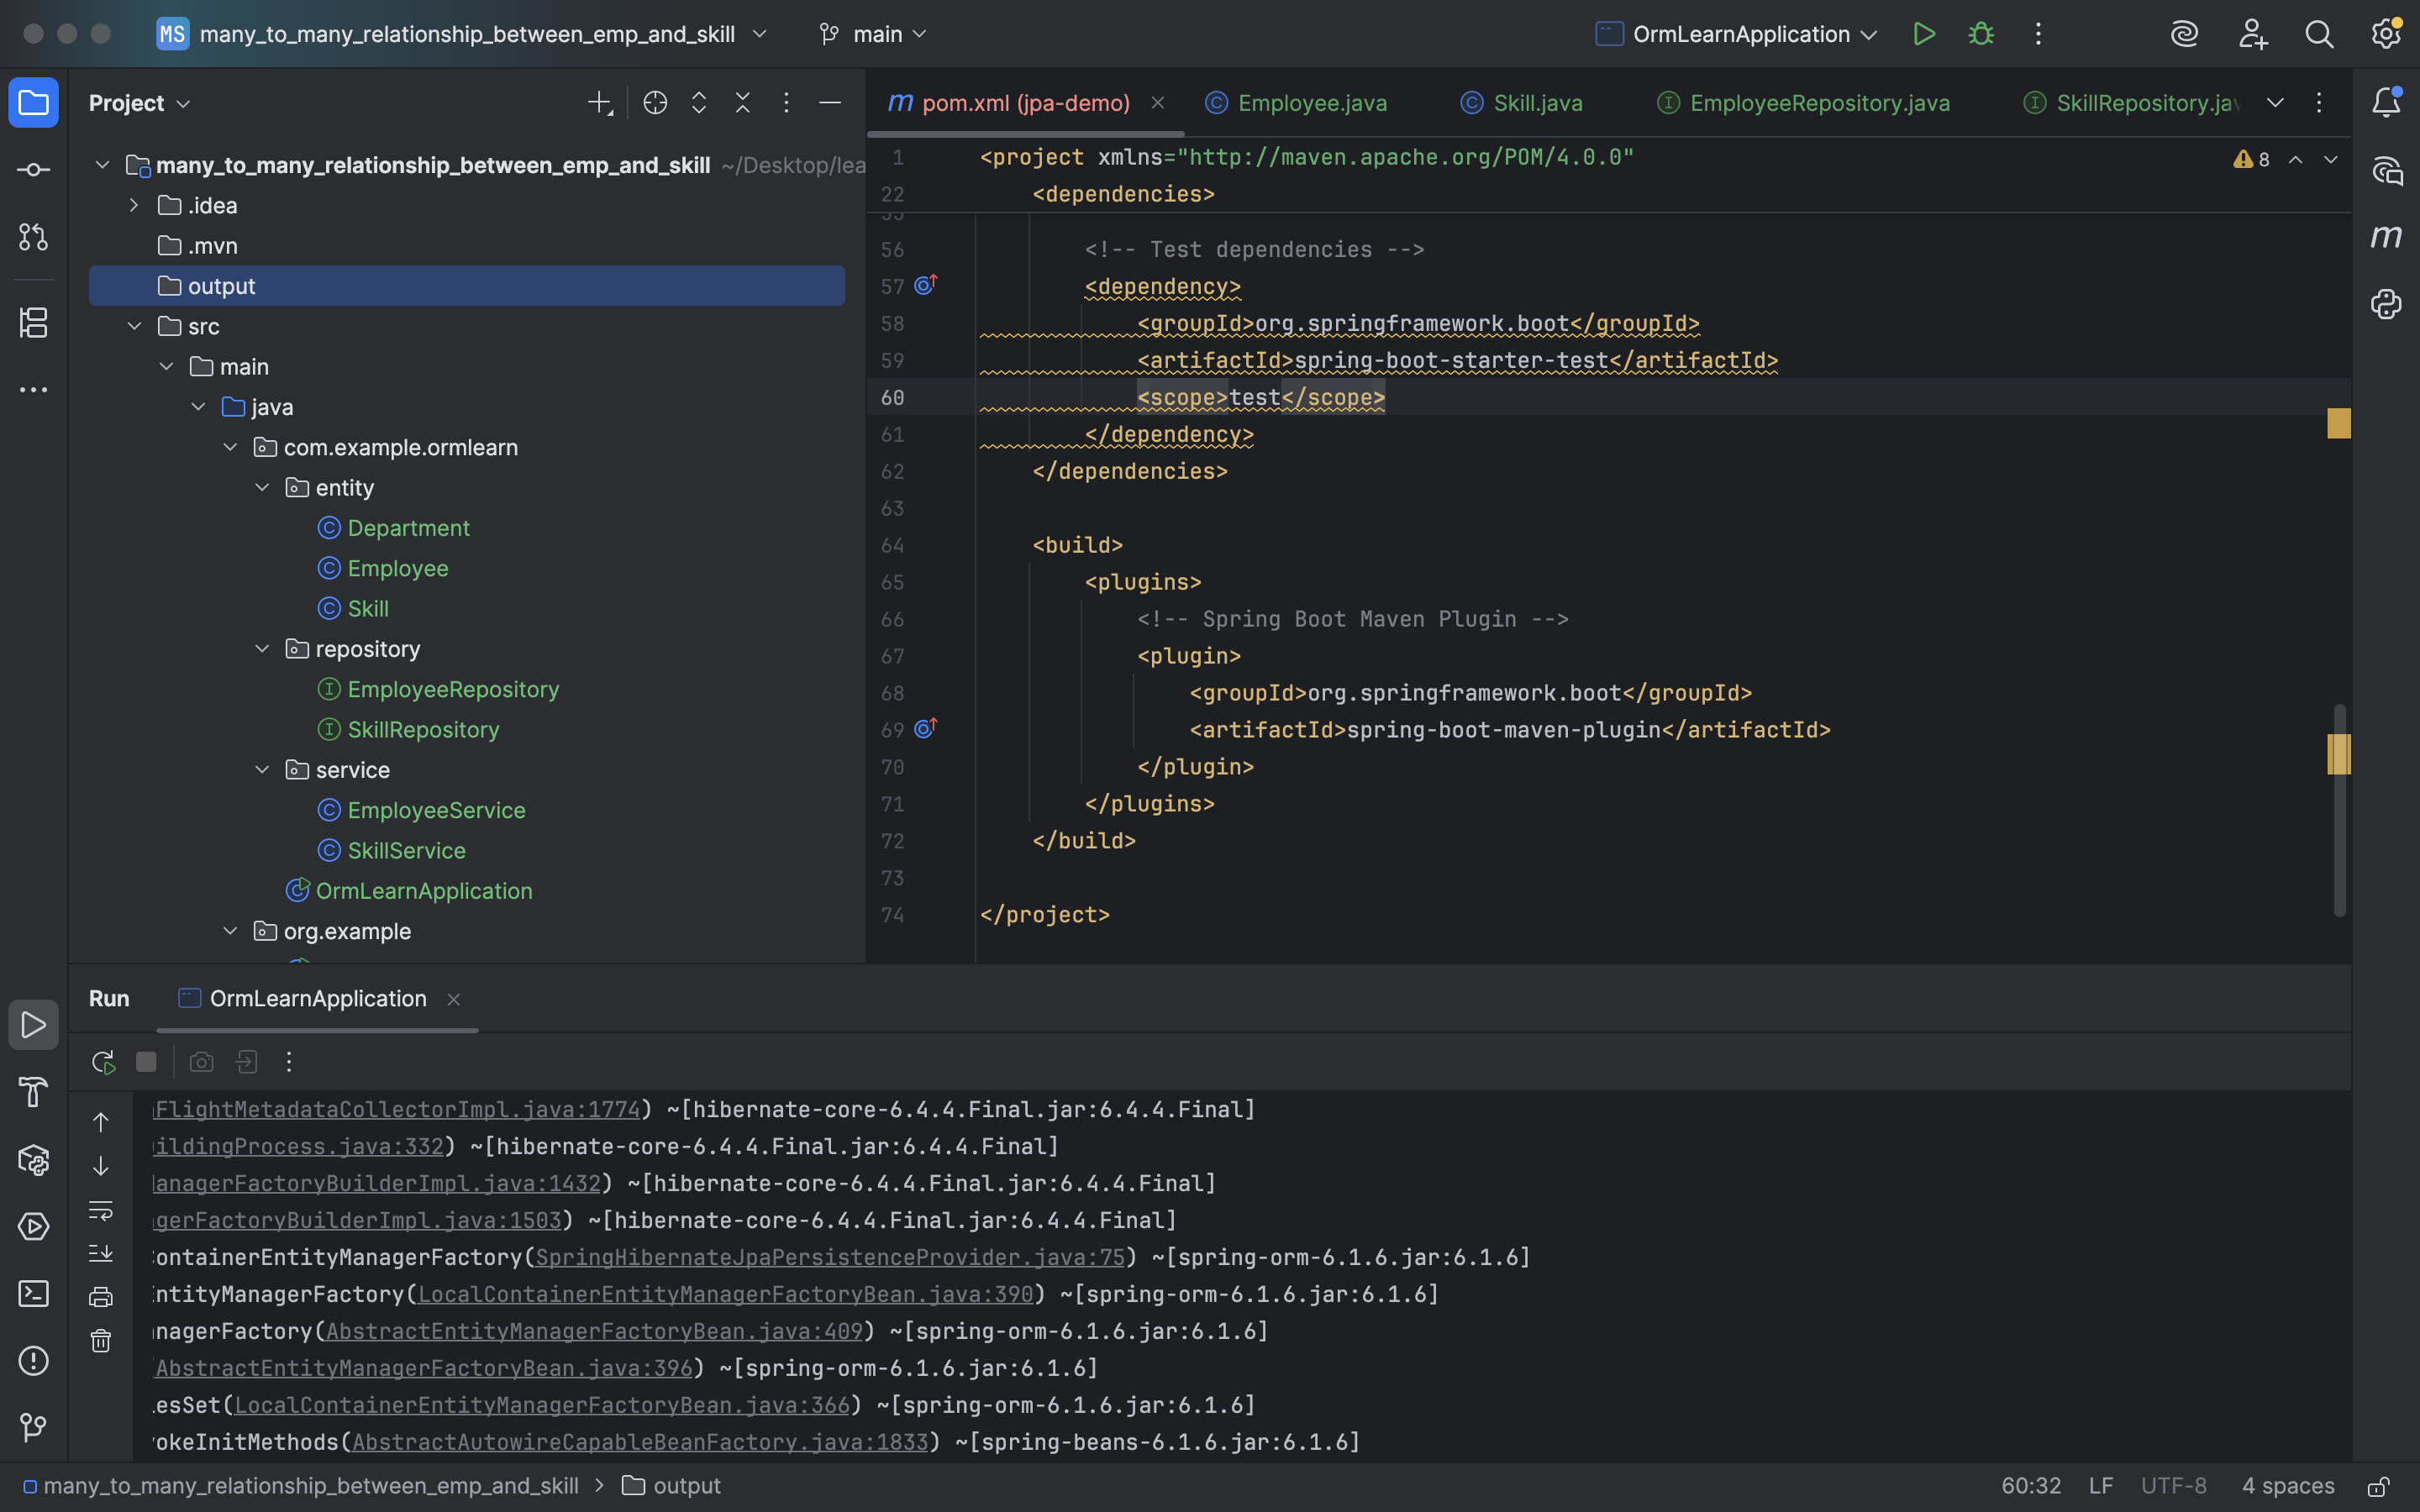 MS many_to_many_relationship_between_emp_and_skill main OrmLearnApplication
Project
pom.xml (jpa-demo) Employee.java Skill.java EmployeeRepository.java SkillRepository.jav
many_to_many_relationship_between_emp_and_skill ~/Desktop/lea
.idea
.mvn
output
src
main
java
com.example.ormlearn
entity
Department
Employee
Skill
repository
EmployeeRepository
SkillRepository
service
EmployeeService
SkillService
OrmLearnApplication
org.example
1 <project xmlns="http://maven.apache.org/POM/4.0.0" 8
22 <dependencies>
55
56 <!-- Test dependencies -->
57 <dependency>
58 <groupId>org.springframework.boot</groupId>
59 <artifactId>spring-boot-starter-test</artifactId>
60 <scope>test</scope>
61 </dependency>
62 </dependencies>
63
64 <build>
65 <plugins>
66 <!-- Spring Boot Maven Plugin -->
67 <plugin>
68 <groupId>org.springframework.boot</groupId>
69 <artifactId>spring-boot-maven-plugin</artifactId>
70 </plugin>
71 </plugins>
72 </build>
73
74 </project>
Run OrmLearnApplication
FlightMetadataCollectorImpl.java:1774) ~[hibernate-core-6.4.4.Final.jar:6.4.4.Final]
ildingProcess.java:332) ~[hibernate-core-6.4.4.Final.jar:6.4.4.Final]
anagerFactoryBuilderImpl.java:1432) ~[hibernate-core-6.4.4.Final.jar:6.4.4.Final]
gerFactoryBuilderImpl.java:1503) ~[hibernate-core-6.4.4.Final.jar:6.4.4.Final]
ontainerEntityManagerFactory(SpringHibernateJpaPersistenceProvider.java:75) ~[spring-orm-6.1.6.jar:6.1.6]
ntityManagerFactory(LocalContainerEntityManagerFactoryBean.java:390) ~[spring-orm-6.1.6.jar:6.1.6]
nagerFactory(AbstractEntityManagerFactoryBean.java:409) ~[spring-orm-6.1.6.jar:6.1.6]
AbstractEntityManagerFactoryBean.java:396) ~[spring-orm-6.1.6.jar:6.1.6]
esSet(LocalContainerEntityManagerFactoryBean.java:366) ~[spring-orm-6.1.6.jar:6.1.6]
okeInitMethods(AbstractAutowireCapableBeanFactory.java:1833) ~[spring-beans-6.1.6.jar:6.1.6]
many_to_many_relationship_between_emp_and_skill > output 60:32 LF UTF-8 4 spaces